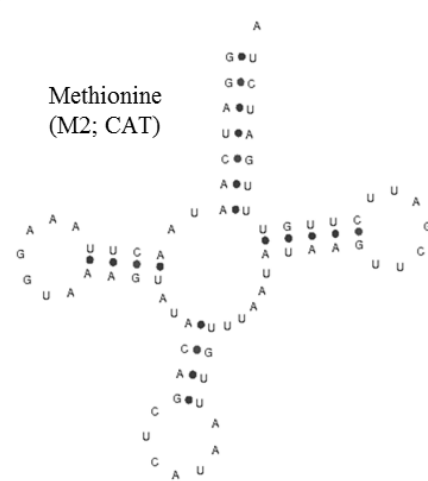 A
G U
G C
Methionine
A U
(M2; CAT)
U A
C G
A U
U U A
U A U
A A A A U G U U C
G U U C A A U A A G C
G A A G U U U U
U A A A
U A U U U A
C G
A U
G U
C A
U A
C A U